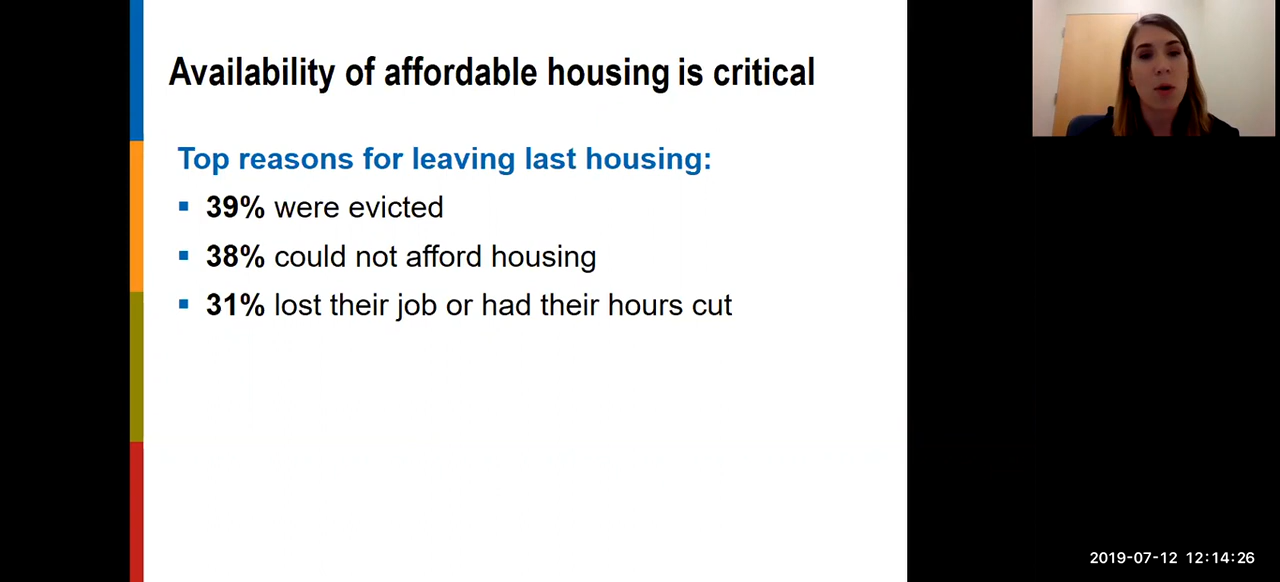 Availability of affordable housing is critical
Top reasons for leaving last housing:
▪ 39% were evicted
▪ 38% could not afford housing
▪ 31% lost their job or had their hours cut
2019-07-12 12:14:26